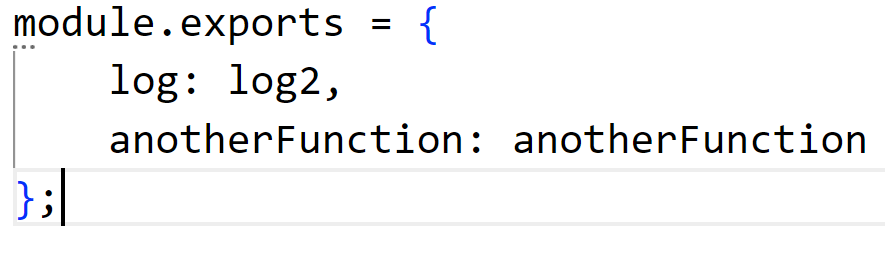 module.exports = {
    log: log2,
    anotherFunction: anotherFunction
};